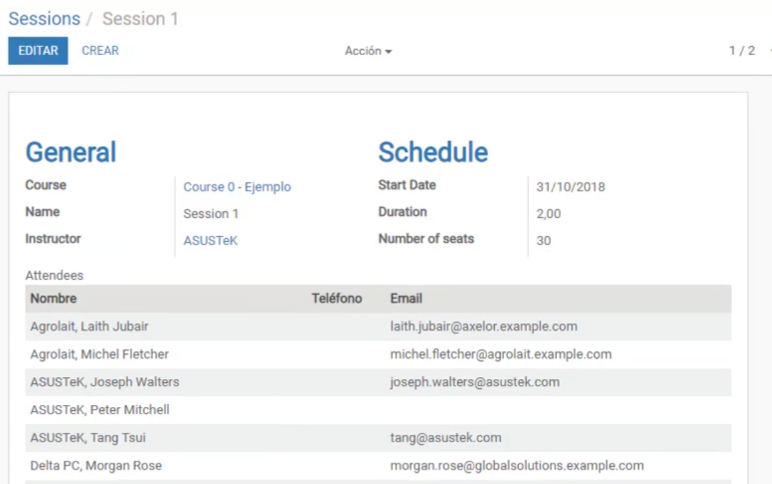 Sessions / Session 1
EDITAR CREAR Acción 1 / 2
General Schedule
Course Course 0 - Ejemplo Start Date 31/10/2018
Name Session 1 Duration 2,00
Instructor ASUSTeK Number of seats 30
Attendees
Nombre Teléfono Email
Agrolait, Laith Jubair laith.jubair@axelor.example.com
Agrolait, Michel Fletcher michel.fletcher@agrolait.example.com
ASUSTeK, Joseph Walters joseph.walters@asustek.com
ASUSTeK, Peter Mitchell
ASUSTeK, Tang Tsui tang@asustek.com
Delta PC, Morgan Rose morgan.rose@globalsolutions.example.com